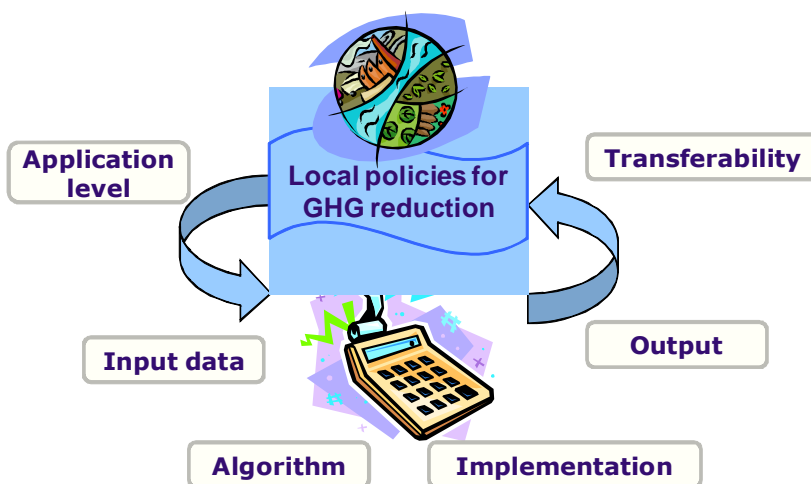 Application
level
Transferability
Local policies for
GHG reduction
Input data
Output
Algorithm
Implementation